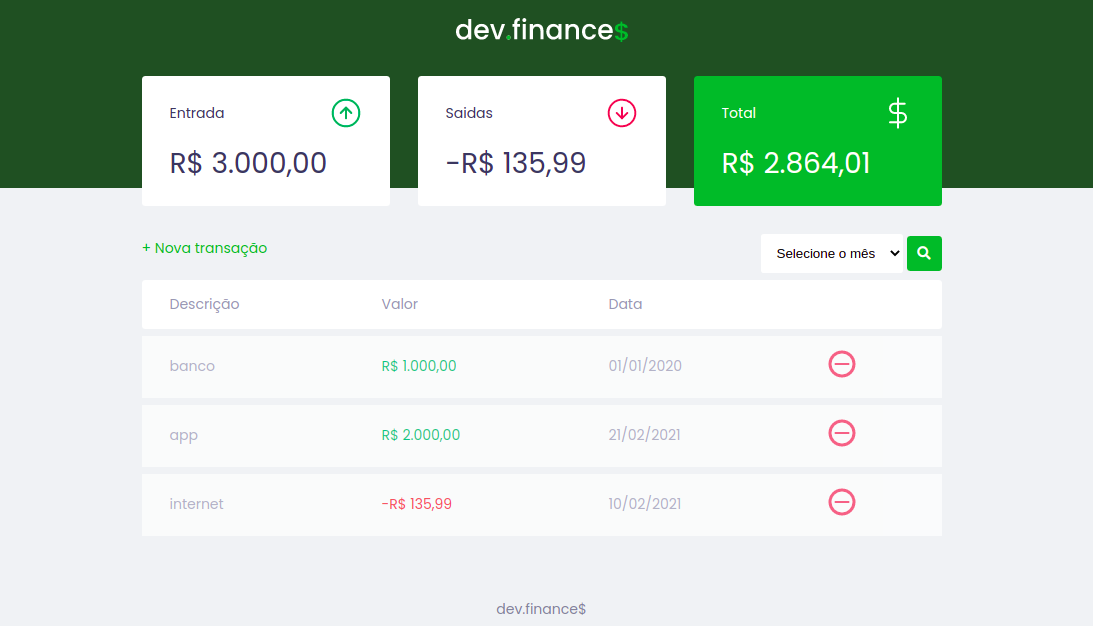 dev.finance$
Entrada
R$ 3.000,00
Saidas
-R$ 135,99
Total
$
R$ 2.864,01
+ Nova transação
Selecione o mês
Descrição Valor Data
banco R$ 1.000,00 01/01/2020
app R$ 2.000,00 21/02/2021
internet -R$ 135,99 10/02/2021
dev.finance$